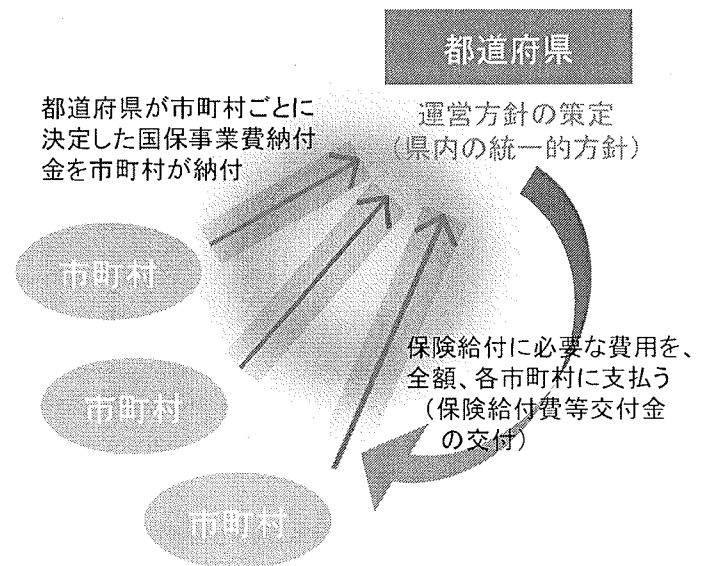 都道府県
運営方針の策定
（県内の統一的方針）
都道府県が市町村ごとに
決定した国保事業費納付
金を市町村が納付
市町村
市町村
市町村
保険給付に必要な費用を、
全額、各市町村に支払う
（保険給付費等交付金
の交付）